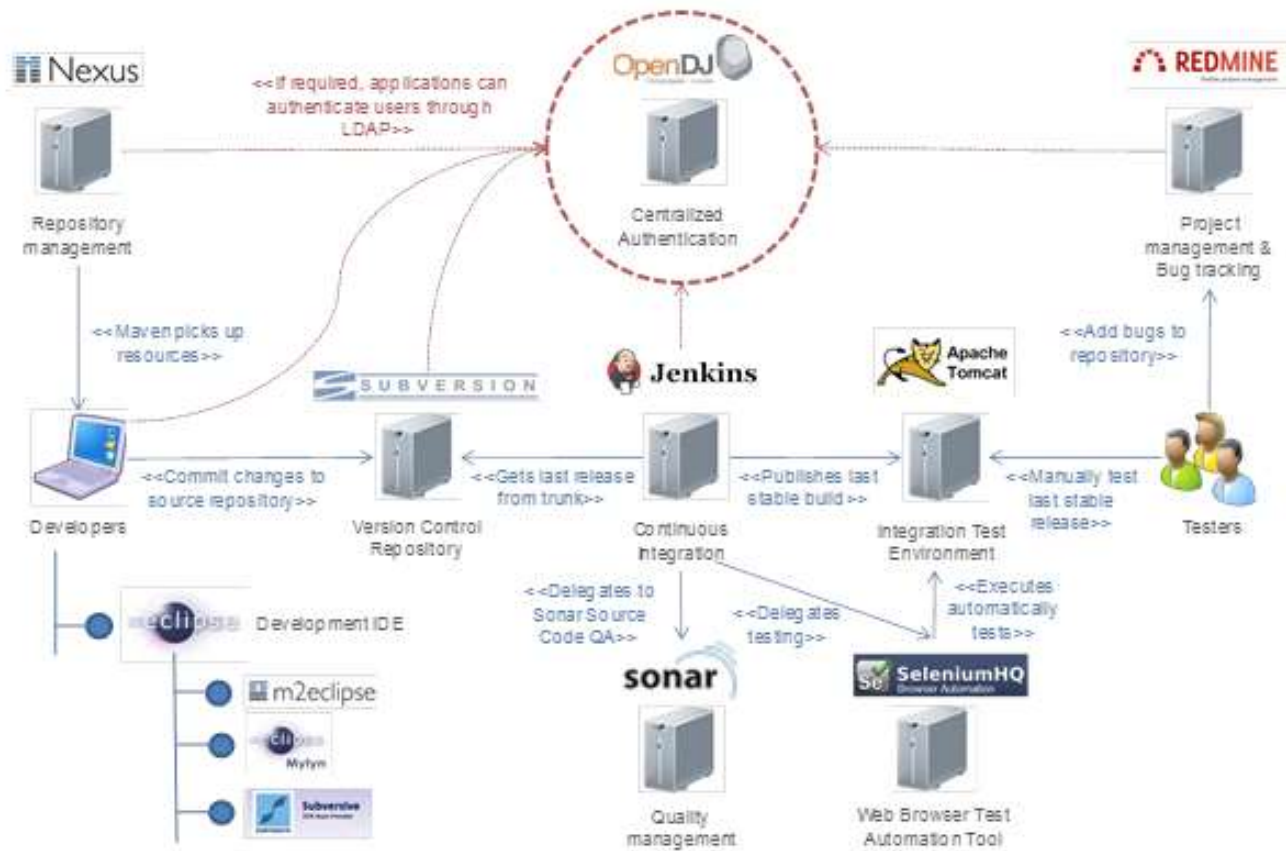 Nexus
OpenDJ
REDMINE
<<If required, applications can
authenticate users through
LDAP>>
Repository
management
Centralized
Authentication
Project
management &
Bug tracking
<<Maven picks up
resources>>
<<Add bugs to
repository>>
SUBVERSION
Jenkins
Apache
Tomcat
<<Commit changes to
source repository>>
<<Gets last release
from trunk>>
<<Publishes last
stable build >>
<<Manually test
last stable
release>>
Developers
Version Control
Repository
Continuous
Integration
Integration Test
Environment
Testers
<<Delegates to
Sonar Source
Code QA>>
<<Delegates
testing>>
<<Executes
automatically
tests>>
eclipse
Development IDE
sonar
Se
SeleniumHQ
Browser Automation
m2eclipse
eclipse
Mylyn
Subversive
Quality
management
Web Browser Test
Automation Tool